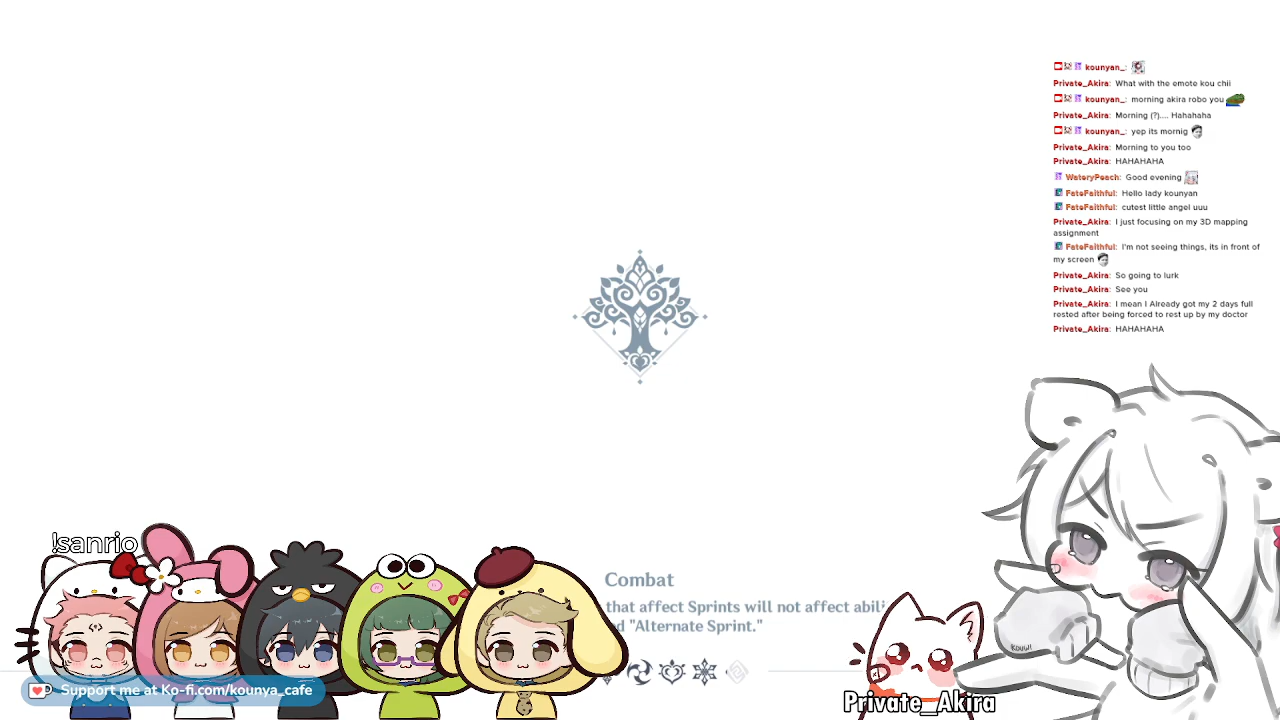 kounyan_:
Private_Akira: What with the emote kou chii
kounyan_: morning akira robo you
Private_Akira: Morning (?).... Hahahaha
kounyan_: yep its mornig
Private_Akira: Morning to you too
Private_Akira: HAHAHAHA
WateryPeach: Good evening
FateFaithful: Hello lady kounyan
FateFaithful: cutest little angel uuu
Private_Akira: I just focusing on my 3D mapping
assignment
FateFaithful: I'm not seeing things, its in front of
my screen
Private_Akira: So going to lurk
Private_Akira: See you
Private_Akira: I mean I Already got my 2 days full
rested after being forced to rest up by my doctor
Private_Akira: HAHAHAHA
!sanrio
Combat
that affect Sprints will not affect abili
"Alternate Sprint."
KOUWI
Support me at Ko-fi.com/kounya_cafe
Private_Akira